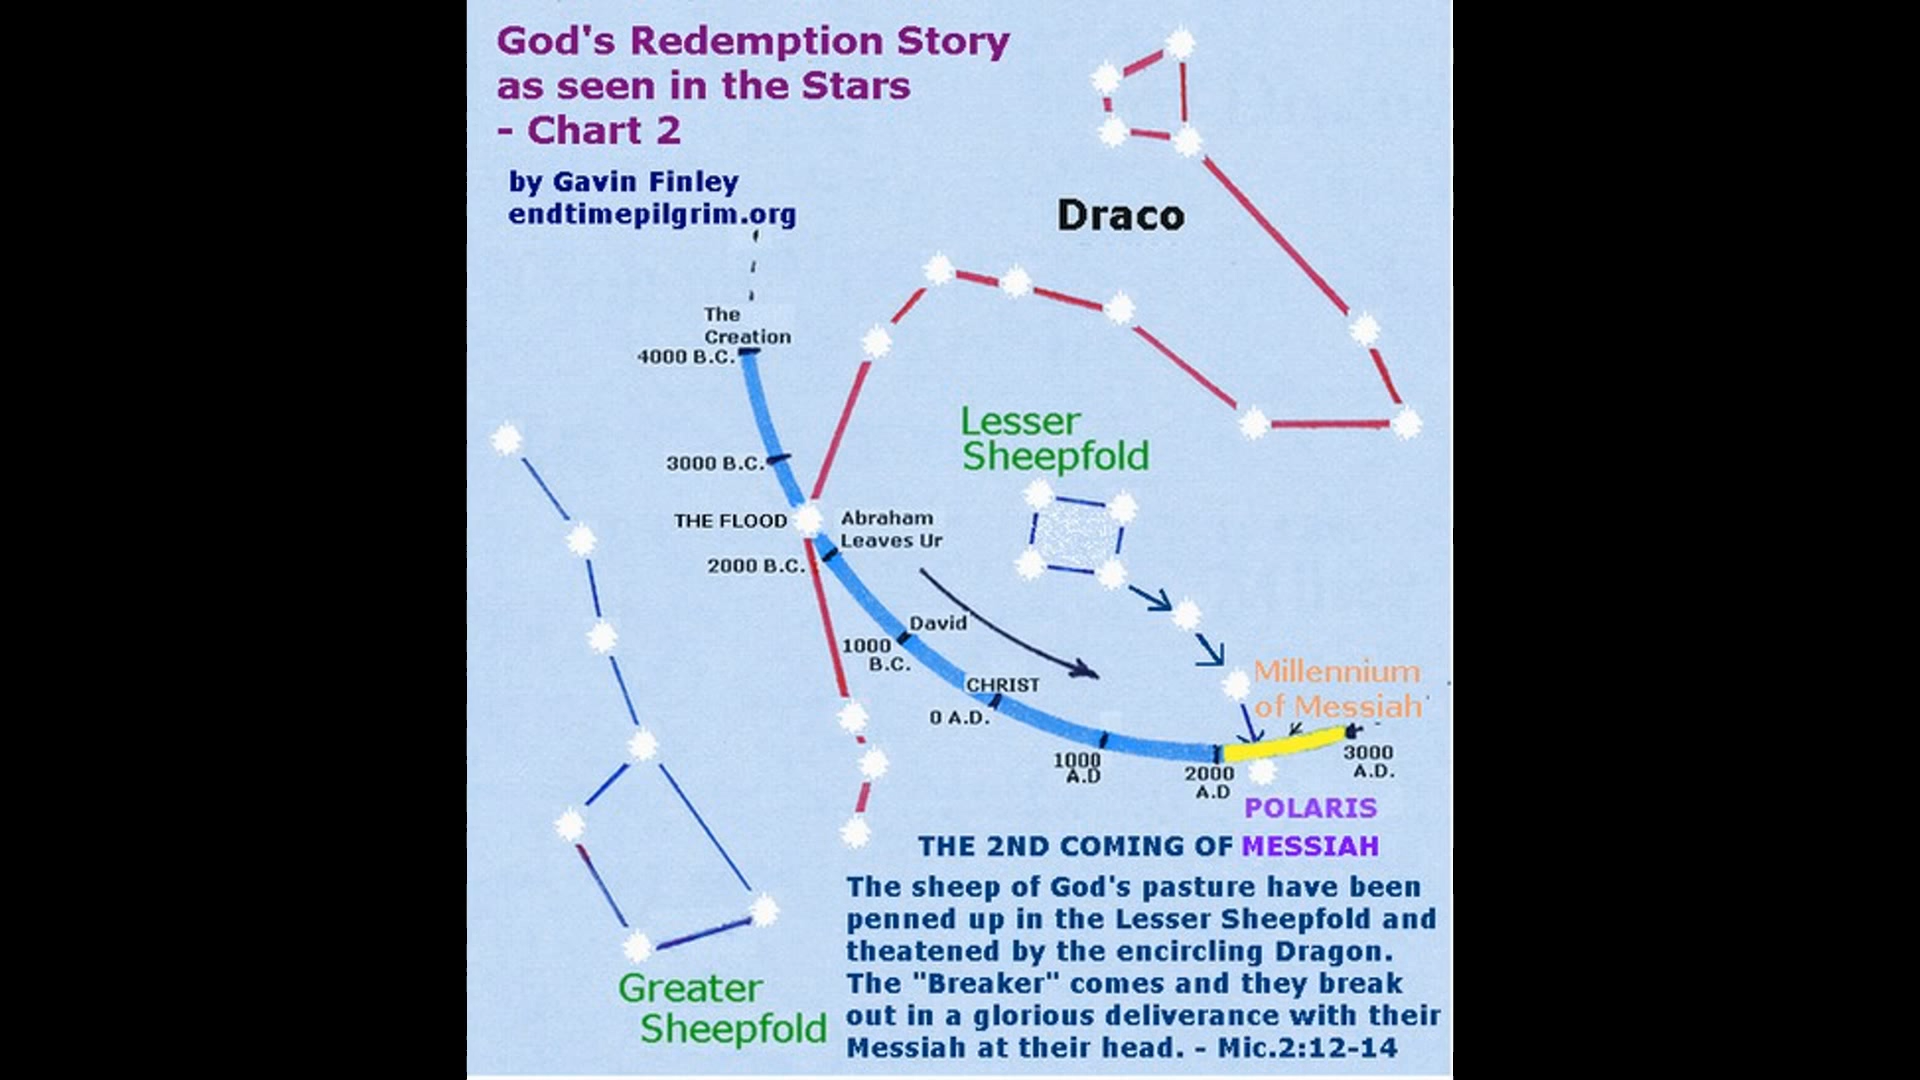 God's Redemption Story
as seen in the Stars
- Chart 2
by Gavin Finley
endtimepilgrim.org
Draco
The
Creation
4000 B.C.
3000 B.C.
Lesser
Sheepfold
THE FLOOD
Abraham
Leaves Ur
2000 B.C.
David
1000
B.C.
CHRIST
0 A.D.
Millennium
of Messiah
1000
A.D
2000
A.D
3000
A.D.
POLARIS
THE 2ND COMING OF MESSIAH
The sheep of God's pasture have been
penned up in the Lesser Sheepfold and
theatened by the encircling Dragon.
The "Breaker" comes and they break
out in a glorious deliverance with their
Messiah at their head. - Mic.2:12-14
Greater
Sheepfold